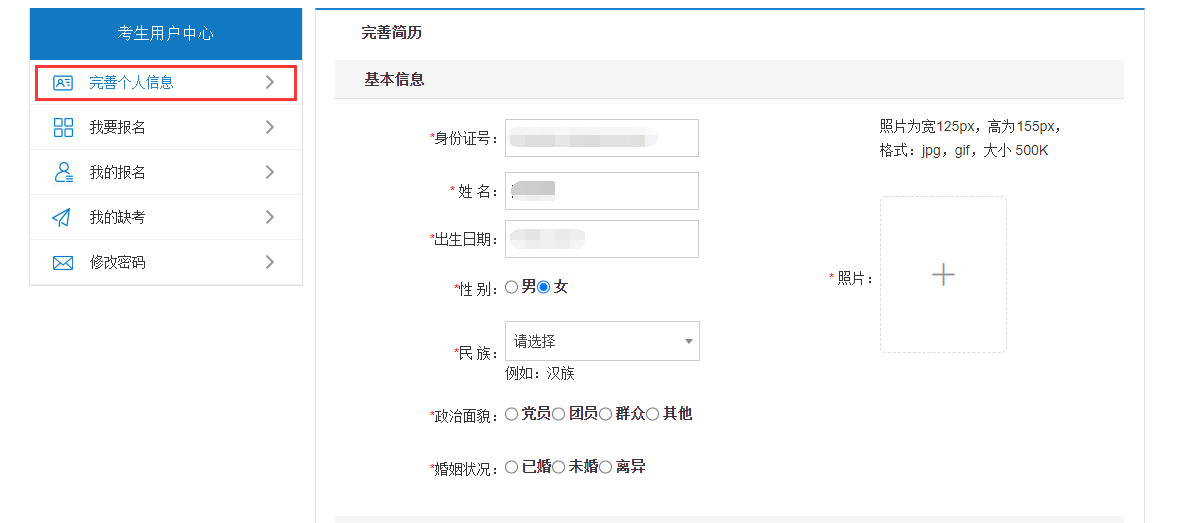 考生用户中心
完善个人信息
我要报名
我的报名
我的缺考
修改密码
完善简历
基本信息
*身份证号：
* 姓 名：
*出生日期：
*性 别： 男 女
*民 族： 请选择
例如：汉族
*政治面貌： 党员 团员 群众 其他
*婚姻状况： 已婚 未婚 离异
照片为宽125px，高为155px，
格式：jpg，gif，大小 500K
* 照片：